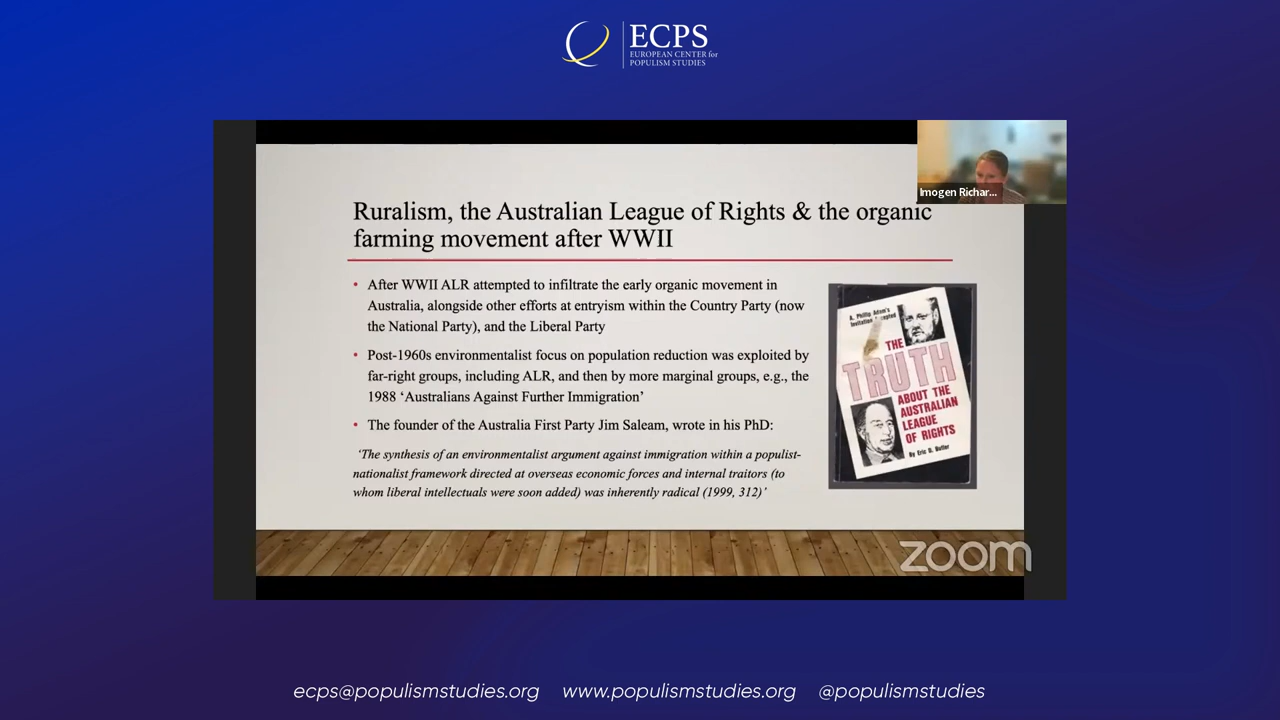 ECPS
EUROPEAN CENTER for
POPULISM STUDIES
Imogen Richar...
Ruralism, the Australian League of Rights & the organic
farming movement after WWII
• After WWII ALR attempted to infiltrate the early organic movement in
Australia, alongside other efforts at entryism within the Country Party (now
the National Party), and the Liberal Party
• Post-1960s environmentalist focus on population reduction was exploited by
far-right groups, including ALR, and then by more marginal groups, e.g., the
1988 ‘Australians Against Further Immigration’
• The founder of the Australia First Party Jim Saleam, wrote in his PhD:
‘The synthesis of an environmentalist argument against immigration within a populist-
nationalist framework directed at overseas economic forces and internal traitors (to
whom liberal intellectuals were soon added) was inherently radical (1999, 312)’
A. Phillip Adam's
Invitation Accepted
THE
TRUTH
ABOUT THE
AUSTRALIAN
LEAGUE
OF RIGHTS
By Eric D. Butler
zoom
ecps@populismstudies.org www.populismstudies.org @populismstudies